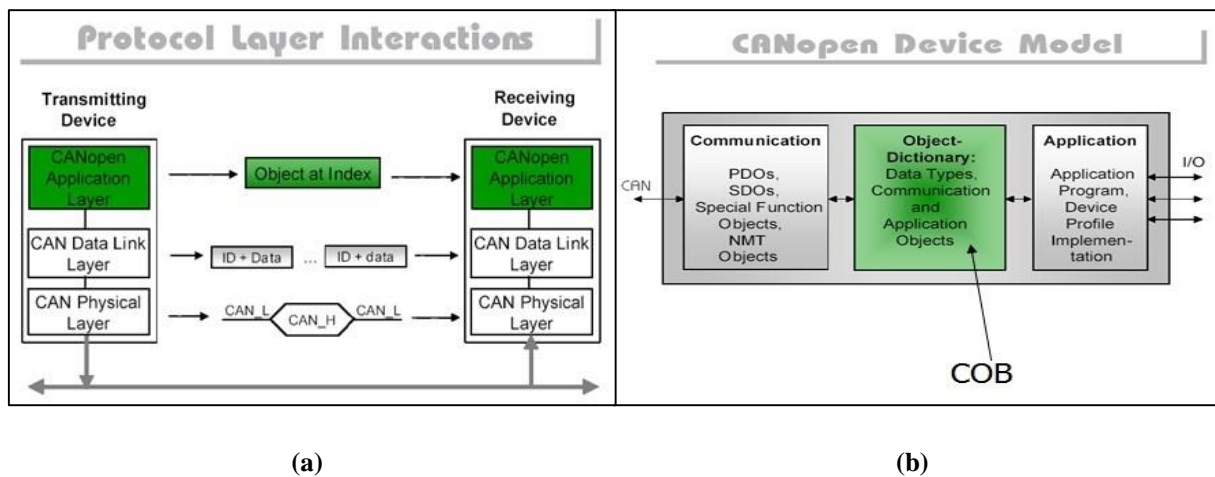 Protocol Layer Interactions
Transmitting
Device
Receiving
Device
CANopen
Application
Layer
Object at Index
CANopen
Application
Layer
CAN Data Link
Layer
ID + Data ... ID + data
CAN Data Link
Layer
CAN Physical
Layer
CAN_L CAN_H CAN_L
CAN Physical
Layer
(a)
CANopen Device Model
CAN
Communication
PDOs,
SDOs,
Special Function
Objects,
NMT
Objects
Object-
Dictionary:
Data Types,
Communication
and
Application
Objects
Application
Application
Program,
Device
Profile
Implemen-
tation
I/O
COB
(b)